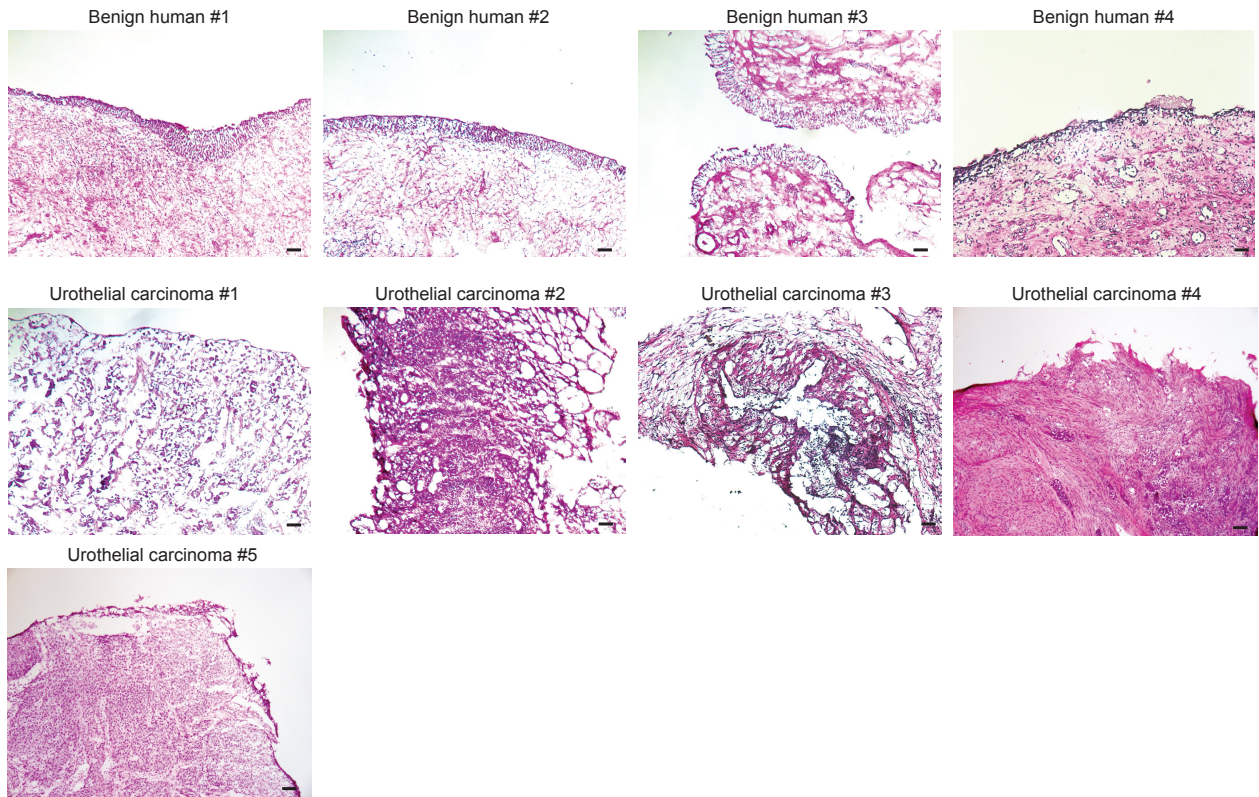 Benign human #1
Benign human #2
Benign human #3
Benign human #4
Urothelial carcinoma #1
Urothelial carcinoma #2
Urothelial carcinoma #3
Urothelial carcinoma #4
Urothelial carcinoma #5